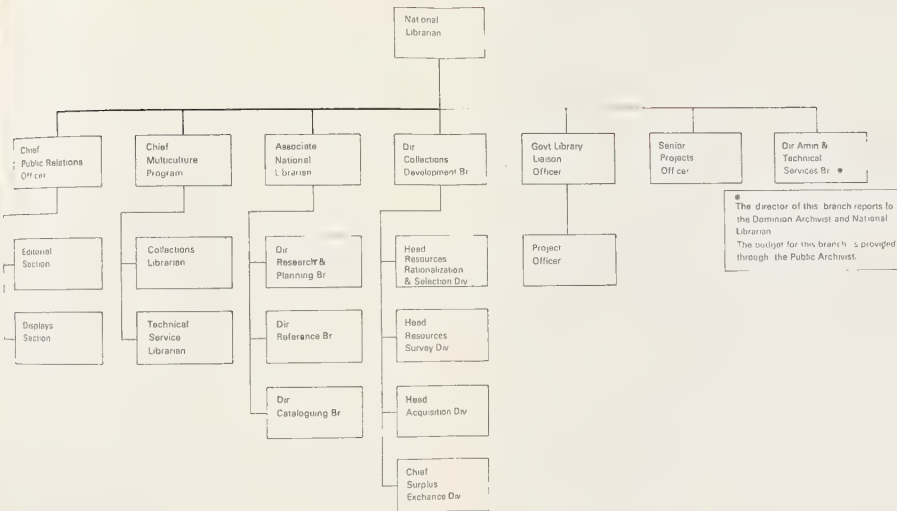 National
Librarian
Chief
Public Relations
Officer
Chief
Multiculture
Program
Associate
National
Librarian
Dir
Collections
Development Br
Govt Library
Liaison
Officer
Senior
Projects
Officer
Dir Amin &
Technical
Services Br *
*
The director of this branch reports to
the Dominion Archivist and National
Librarian
The budget for this branch is provided
through the Public Archivist.
Editorial
Section
Collections
Librarian
Dir
Research &
Planning Br
Head
Resources
Rationalization
& Selection Div
Project
Officer
Displays
Section
Technical
Service
Librarian
Dir
Reference Br
Head
Resources
Survey Div
Dir
Cataloguing Br
Head
Acquisition Div
Chief
Surplus
Exchange Div